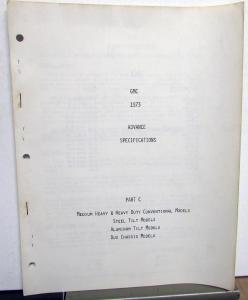 GMC
1973
ADVANCE
SPECIFICATIONS
PART C
MEDIUM HEAVY & HEAVY DUTY CONVENTIONAL MODELS
STEEL TILT MODELS
ALUMINUM TILT MODELS
BUS CHASSIS MODELS